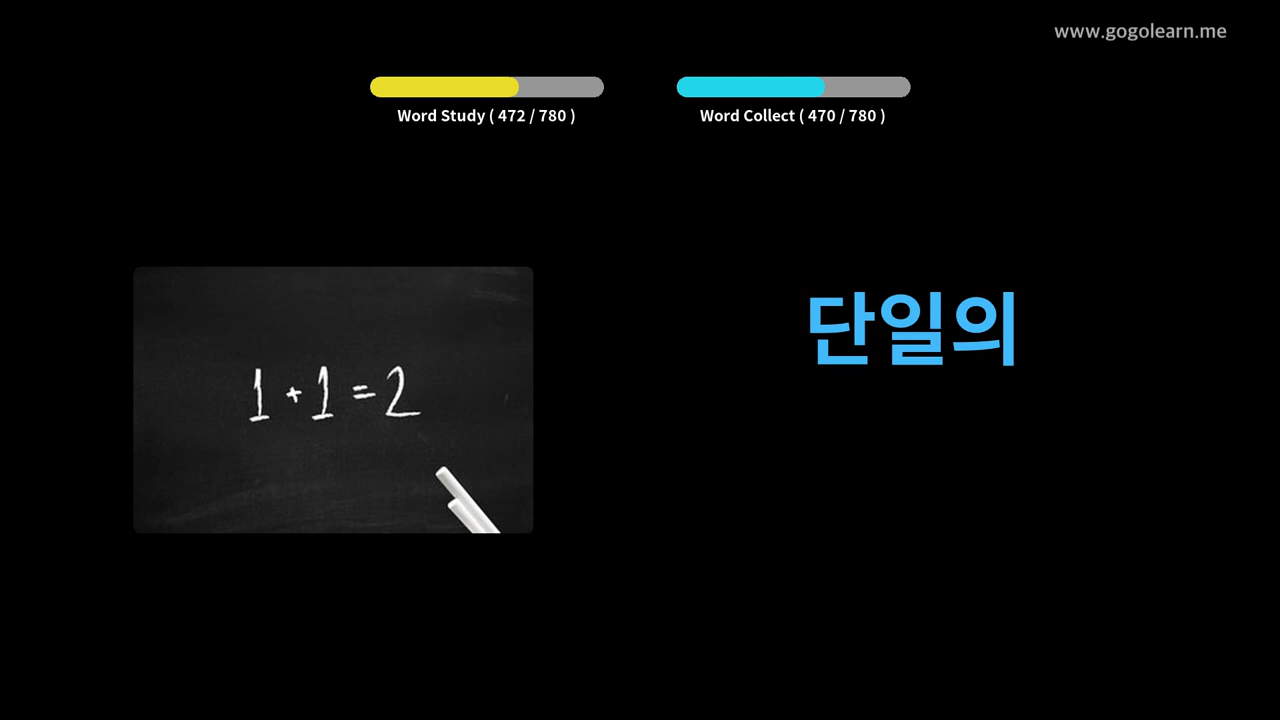 www.gogolearn.me
Word Study ( 472 / 780 )
Word Collect ( 470 / 780 )
1 + 1 = 2
단일의